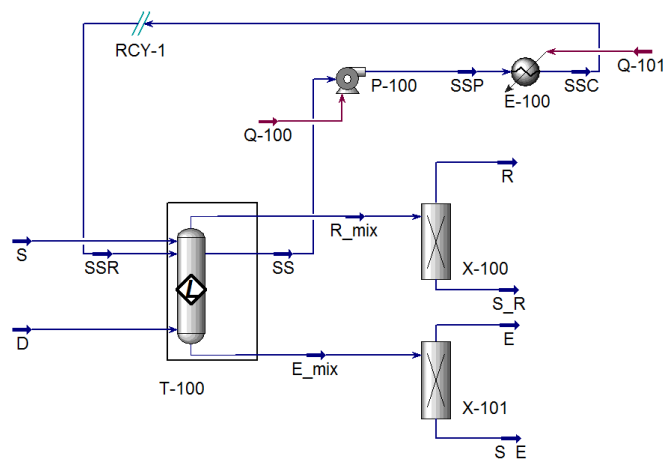 RCY-1
P-100
SSP
E-100
SSC
Q-101
Q-100
R
R_mix
S
SSR
SS
X-100
L
S_R
D
E
E_mix
T-100
X-101
S_E